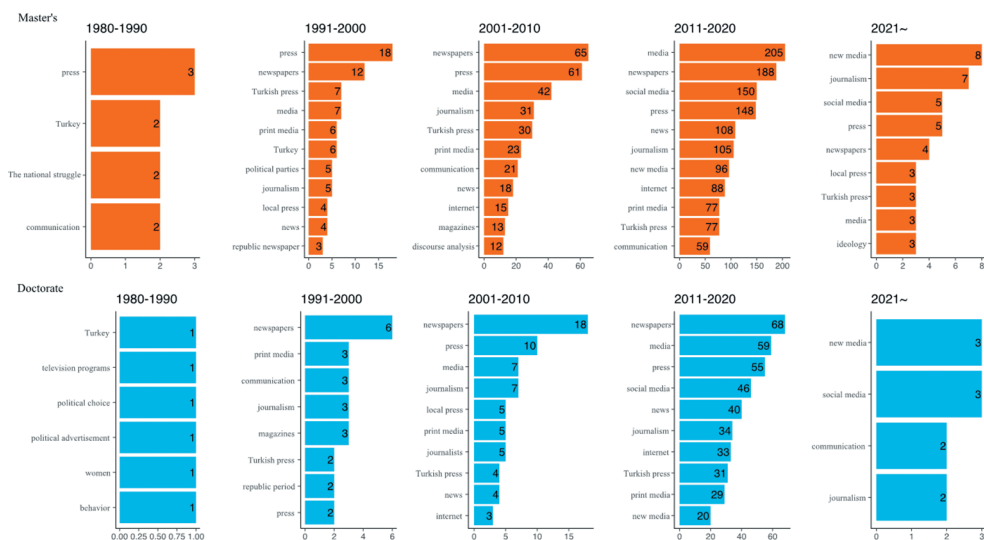 Master's
1980-1990
press 3
Turkey 2
The national struggle 2
communication 2
0 1 2 3
1991-2000
press 18
newspapers 12
Turkish press 7
media 7
print media 6
Turkey 6
political parties 5
journalism 5
local press 4
news 4
republic newspaper 3
0 5 10 15
2001-2010
newspapers 65
press 61
media 42
journalism 31
Turkish press 30
print media 23
communication 21
news 18
internet 15
magazines 13
discourse analysis 12
0 20 40 60
2011-2020
media 205
newspapers 188
social media 150
press 148
news 108
journalism 105
new media 96
internet 88
print media 77
Turkish press 77
communication 59
0 50 100 150 200
2021~
new media 8
journalism 7
social media 5
press 5
newspapers 4
local press 3
Turkish press 3
media 3
ideology 3
0 2 4 6 8
Doctorate
1980-1990
Turkey 1
television programs 1
political choice 1
political advertisement 1
women 1
behavior 1
0.00 0.25 0.50 0.75 1.00
1991-2000
newspapers 6
print media 3
communication 3
journalism 3
magazines 3
Turkish press 2
republic period 2
press 2
0 2 4 6
2001-2010
newspapers 18
press 10
media 7
journalism 7
local press 5
print media 5
journalists 5
Turkish press 4
news 4
internet 3
0 5 10 15
2011-2020
newspapers 68
media 59
press 55
social media 46
news 40
journalism 34
internet 33
Turkish press 31
print media 29
new media 20
0 20 40 60
2021~
new media 3
social media 3
communication 2
journalism 2
0 1 2 3